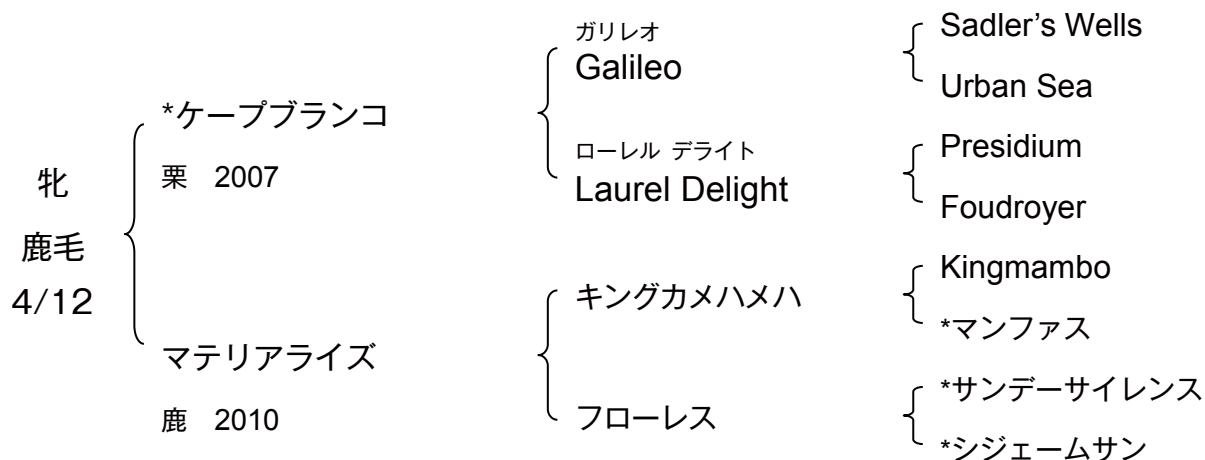 牝
鹿毛
4/12
*ケープブランコ
栗 2007
マテリアライズ
鹿 2010
ガリレオ
Galileo
ローレル デライト
Laurel Delight
キングカメハメハ
フローレス
Sadler’s Wells
Urban Sea
Presidium
Foudroyer
Kingmambo
*マンファス
*サンデーサイレンス
*シジェームサン